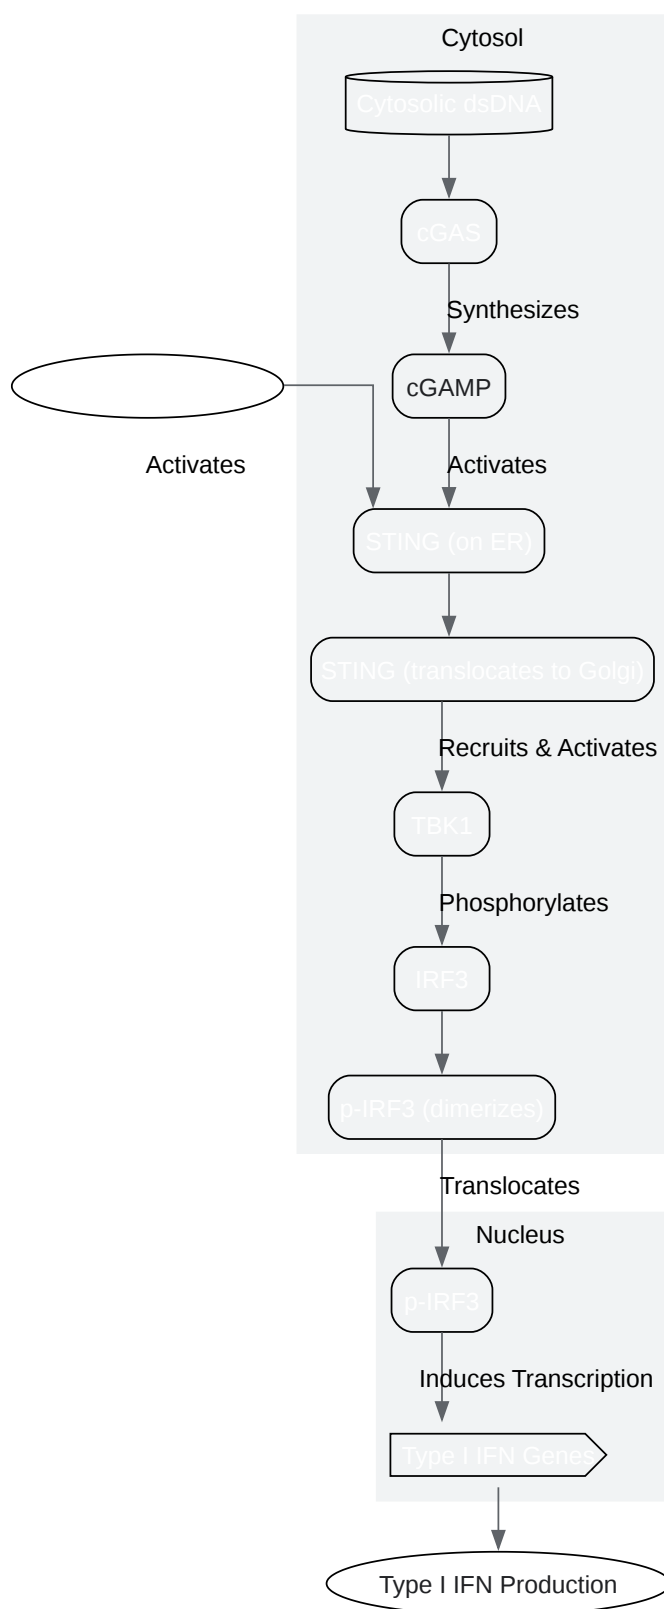 Cytosol
Cytosolic dsDNA
cGAS
Synthesizes
cGAMP
Activates
Activates
STING (on ER)
STING (translocates to Golgi)
Recruits & Activates
TBK1
Phosphorylates
IRF3
p-IRF3 (dimerizes)
Translocates
Nucleus
p-IRF3
Induces Transcription
Type I IFN Genes
Type I IFN Production